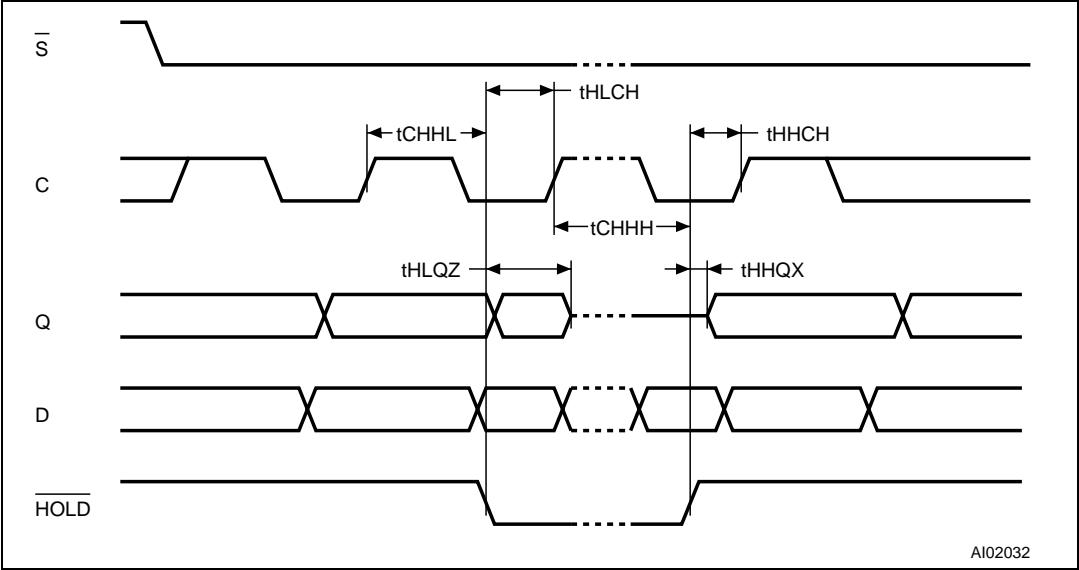 S
tHLCH
tCHHL
tHHCH
C
tCHHH
tHLQZ
tHHQX
Q
D
HOLD
AI02032